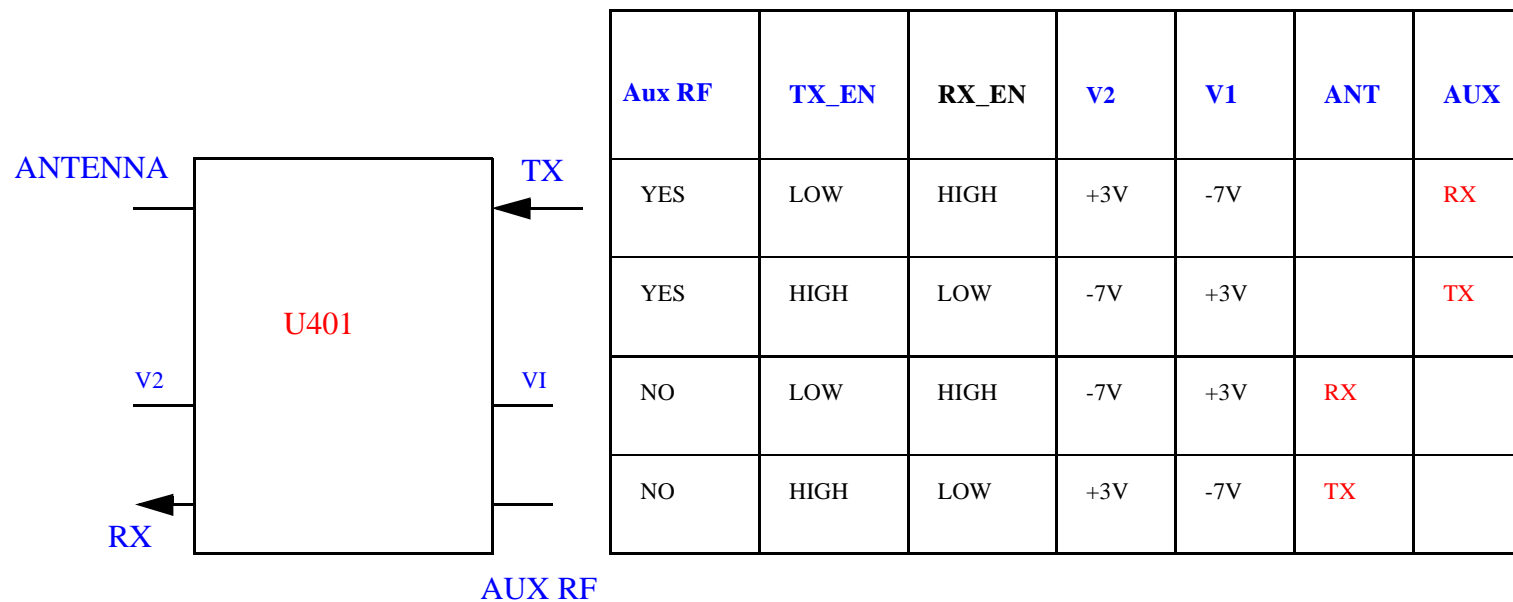 ANTENNA
TX
U401
V2
VI
RX
AUX RF
Aux RF TX_EN RX_EN V2 V1 ANT AUX
YES LOW HIGH +3V -7V RX
YES HIGH LOW -7V +3V TX
NO LOW HIGH -7V +3V RX
NO HIGH LOW +3V -7V TX